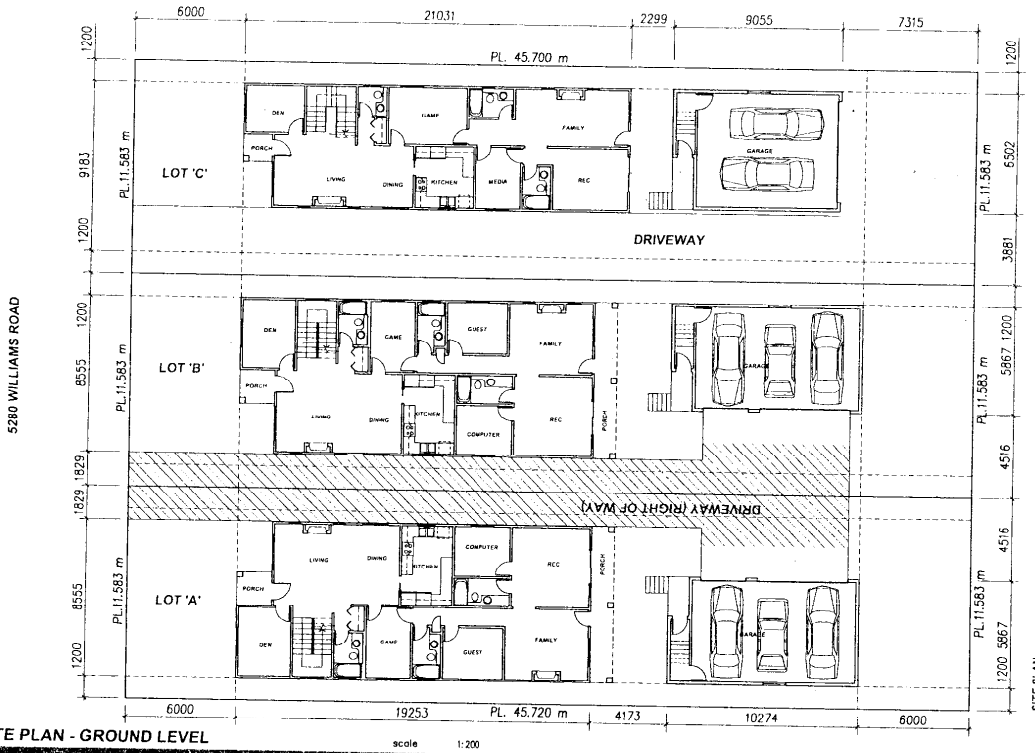 6000 21031 2299 9055 7315
1200 1200
PL. 45.700 m
DEN GAME FAMILY
PORCH GARAGE
LOT 'C' LIVING DINING KITCHEN MEDIA REC
PL.11.583 m 9183 PL.11.583 m 6502
1200 DRIVEWAY 3881
5280 WILLIAMS ROAD
1200 DEN GAME GUEST FAMILY 1200
LOT 'B' GARAGE
PL.11.583 m 8555 PL.11.583 m 5867
PORCH
LIVING DINING KITCHEN COMPUTER REC PORCH
1829 4516
1829 DRIVEWAY (RIGHT OF WAY) 4516
LIVING DINING KITCHEN COMPUTER REC PORCH
PL.11.583 m 8555 PL.11.583 m 5867
PORCH
LOT 'A'
DEN GAME GUEST FAMILY GARAGE
1200 1200
6000 19253 PL. 45.720 m 4173 10274 6000
TE PLAN - GROUND LEVEL
scale 1:200